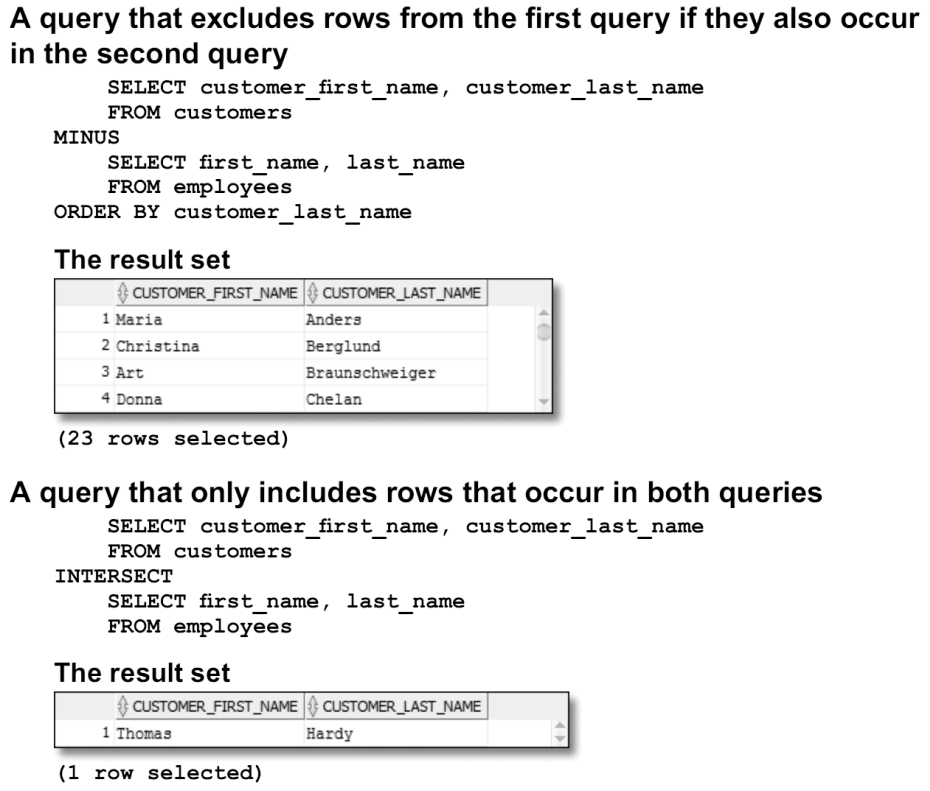 A query that excludes rows from the first query if they also occur
in the second query
SELECT customer_first_name, customer_last_name
FROM customers
MINUS
SELECT first_name, last_name
FROM employees
ORDER BY customer_last_name
The result set
CUSTOMER_FIRST_NAME CUSTOMER_LAST_NAME
1 Maria Anders
2 Christina Berglund
3 Art Braunschweiger
4 Donna Chelan
(23 rows selected)
A query that only includes rows that occur in both queries
SELECT customer_first_name, customer_last_name
FROM customers
INTERSECT
SELECT first_name, last_name
FROM employees
The result set
CUSTOMER_FIRST_NAME CUSTOMER_LAST_NAME
1 Thomas Hardy
(1 row selected)